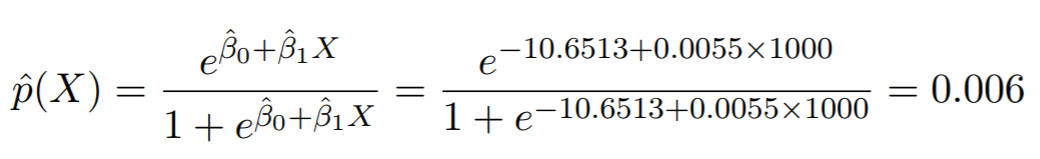 p̂(X) = e^{β̂₀+β̂₁X} / (1 + e^{β̂₀+β̂₁X}) = e^{−10.6513+0.0055×1000} / (1 + e^{−10.6513+0.0055×1000}) = 0.006